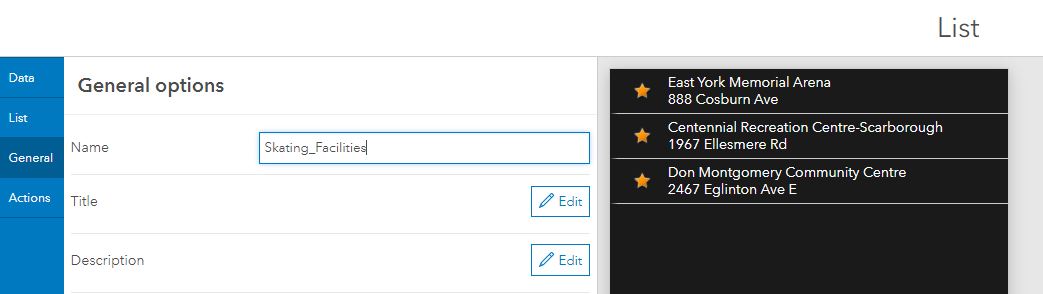 List
Data
List
General
Actions
General options
Name
Skating_Facilities
Title
Edit
Description
Edit
East York Memorial Arena
888 Cosburn Ave
Centennial Recreation Centre-Scarborough
1967 Ellesmere Rd
Don Montgomery Community Centre
2467 Eglinton Ave E